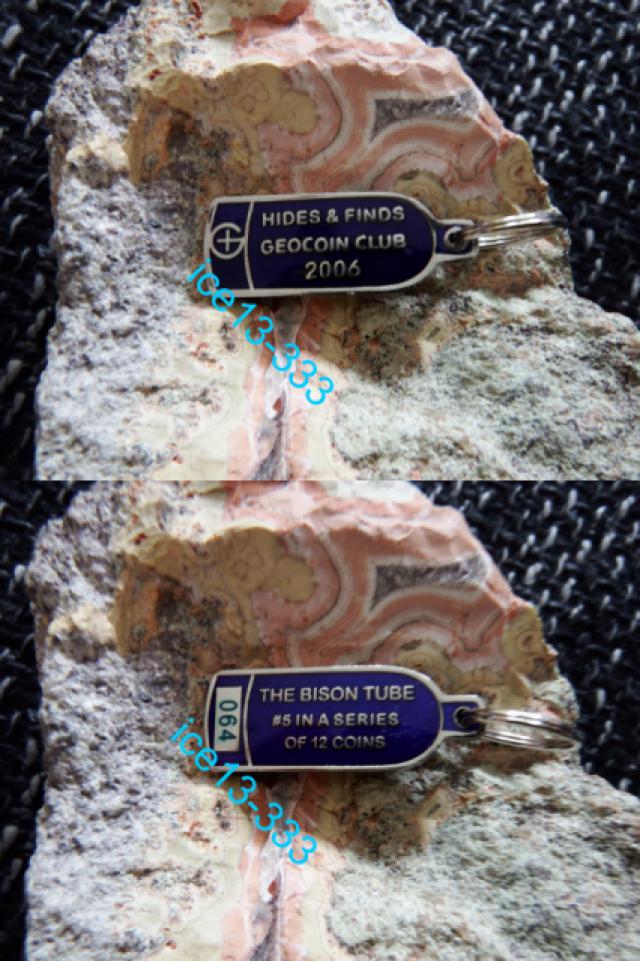 HIDES & FINDS
GEOCOIN CLUB
2006
ice13-333
064
THE BISON TUBE
#5 IN A SERIES
OF 12 COINS
ice13-333